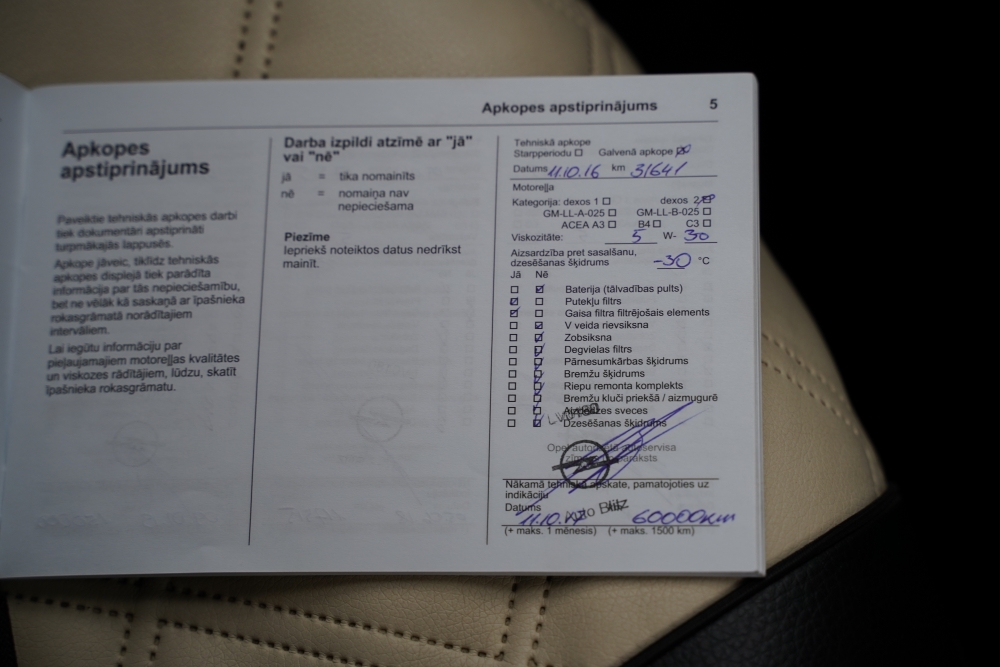 Apkopes apstiprinājums 5
Apkopes
apstiprinājums
Paveiktie tehniskās apkopes darbi
tiek dokumentāri apstiprināti
turpmākajās lappusēs.
Apkope jāveic, tiklīdz tehniskās
apkopes displejā tiek parādīta
informācija par tās nepieciešamību,
bet ne vēlāk kā saskaņā ar īpašnieka
rokasgrāmatā norādītajiem
intervāliem.
Lai iegūtu informāciju par
pieļaujamajiem motoreļļas kvalitātes
un viskozes rādītājiem, lūdzu, skatīt
īpašnieka rokasgrāmatu.
Darba izpildi atzīmē ar "jā"
vai "nē"
jā = tika nomainīts
nē = nomaiņa nav
nepieciešama
Piezīme
Iepriekš noteiktos datus nedrīkst
mainīt.
Tehniskā apkope
Starpperiodu ☐ Galvenā apkope ☑
Datums 11.10.16 km 31641
Motoreļļa
Kategorija: dexos 1 ☐ dexos 2 ☑
GM-LL-A-025 ☐ GM-LL-B-025 ☐
ACEA A3 ☐ B4 ☐ C3 ☐
Viskozitāte: 5 W- 30
Aizsardzība pret sasalšanu,
dzesēšanas šķidrums -30 °C
Jā Nē
☐ ☑ Baterija (tālvadības pults)
☑ ☐ Putekļu filtrs
☑ ☐ Gaisa filtra filtrējošais elements
☐ ☑ V veida rievsiksna
☐ ☑ Zobsiksna
☐ ☑ Degvielas filtrs
☐ ☑ Pārnesumkārbas šķidrums
☐ ☑ Bremžu šķidrums
☐ ☑ Riepu remonta komplekts
☐ ☑ Bremžu kluči priekšā / aizmugurē
☐ ☑ Aizdedzes sveces
☐ ☑ Dzesēšanas šķidrums
Nākamā tehniskā apskate, pamatojoties uz
indikāciju
Auto Blitz
Datums 11.10.17 60000km
(+ maks. 1 mēnesis) (+ maks. 1500 km)